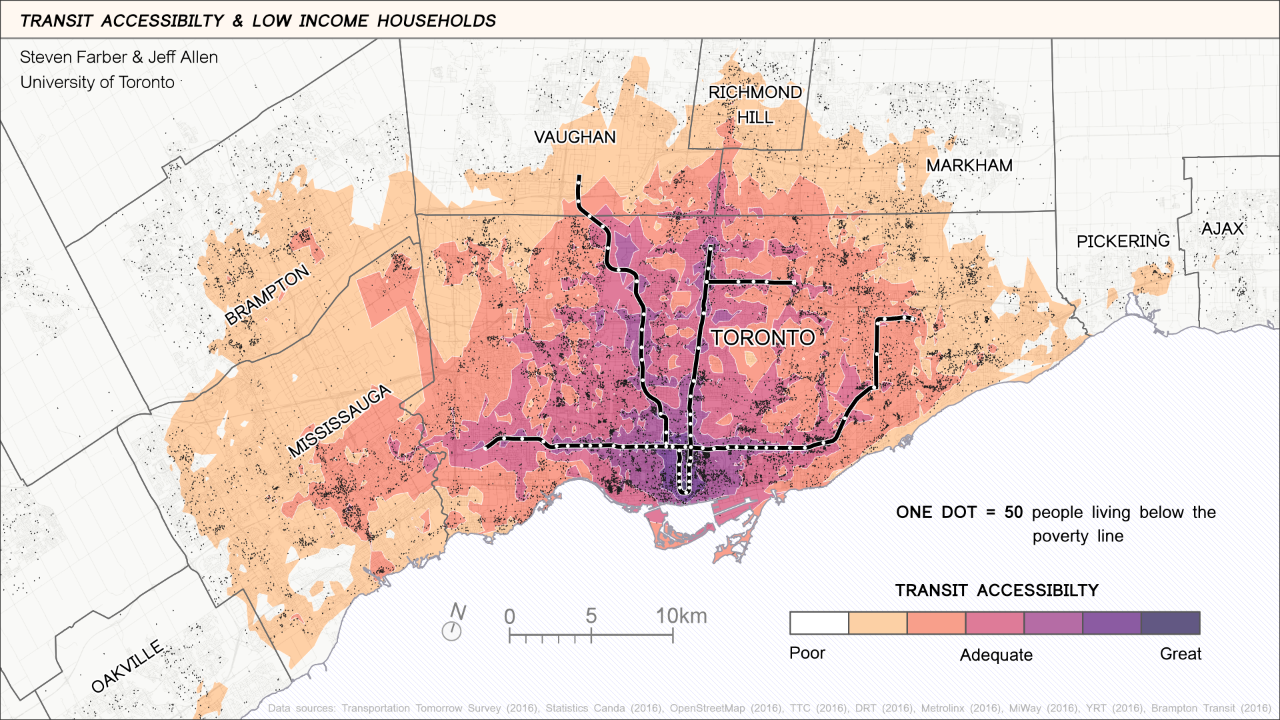 TRANSIT ACCESSIBILTY & LOW INCOME HOUSEHOLDS
Steven Farber & Jeff Allen
University of Toronto
RICHMOND
HILL
VAUGHAN
MARKHAM
AJAX
PICKERING
BRAMPTON
TORONTO
MISSISSAUGA
OAKVILLE
ONE DOT = 50 people living below the
poverty line
TRANSIT ACCESSIBILTY
Poor Adequate Great
N
0 5 10km
Data sources: Transportation Tomorrow Survey (2016), Statistics Canda (2016), OpenStreetMap (2016), TTC (2016), DRT (2016), Metrolinx (2016), MiWay (2016), YRT (2016), Brampton Transit (2016)